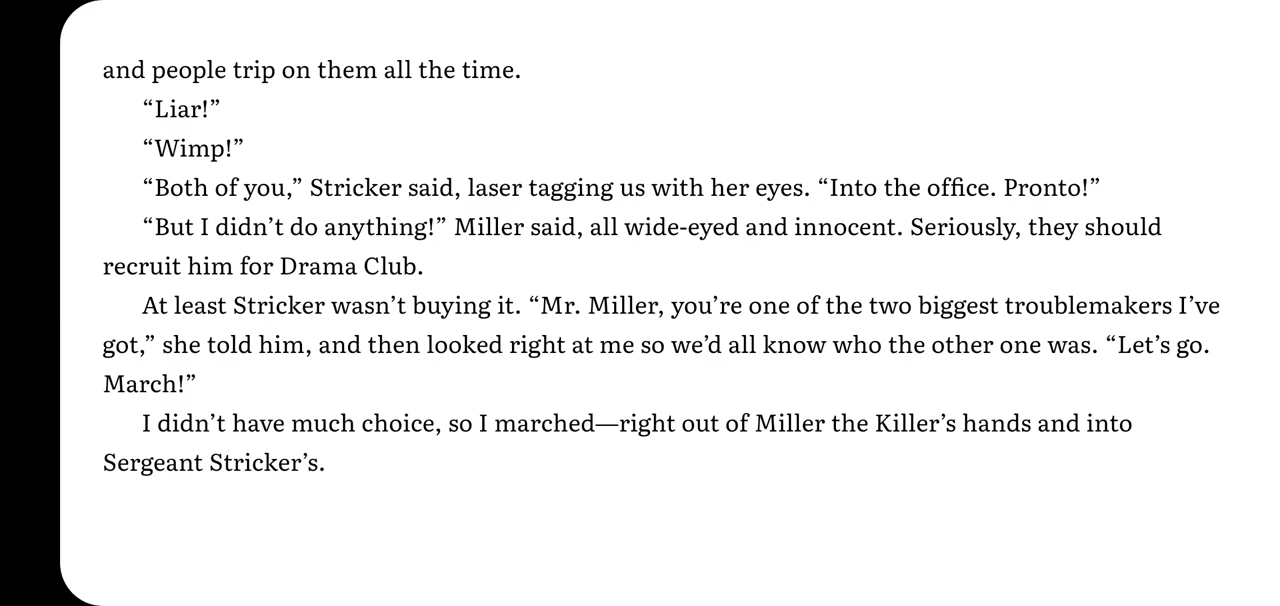 and people trip on them all the time.
“Liar!”
“Wimp!”
“Both of you,” Stricker said, laser tagging us with her eyes. “Into the office. Pronto!”
“But I didn’t do anything!” Miller said, all wide-eyed and innocent. Seriously, they should
recruit him for Drama Club.
At least Stricker wasn’t buying it. “Mr. Miller, you’re one of the two biggest troublemakers I’ve
got,” she told him, and then looked right at me so we’d all know who the other one was. “Let’s go.
March!”
I didn’t have much choice, so I marched—right out of Miller the Killer’s hands and into
Sergeant Stricker’s.